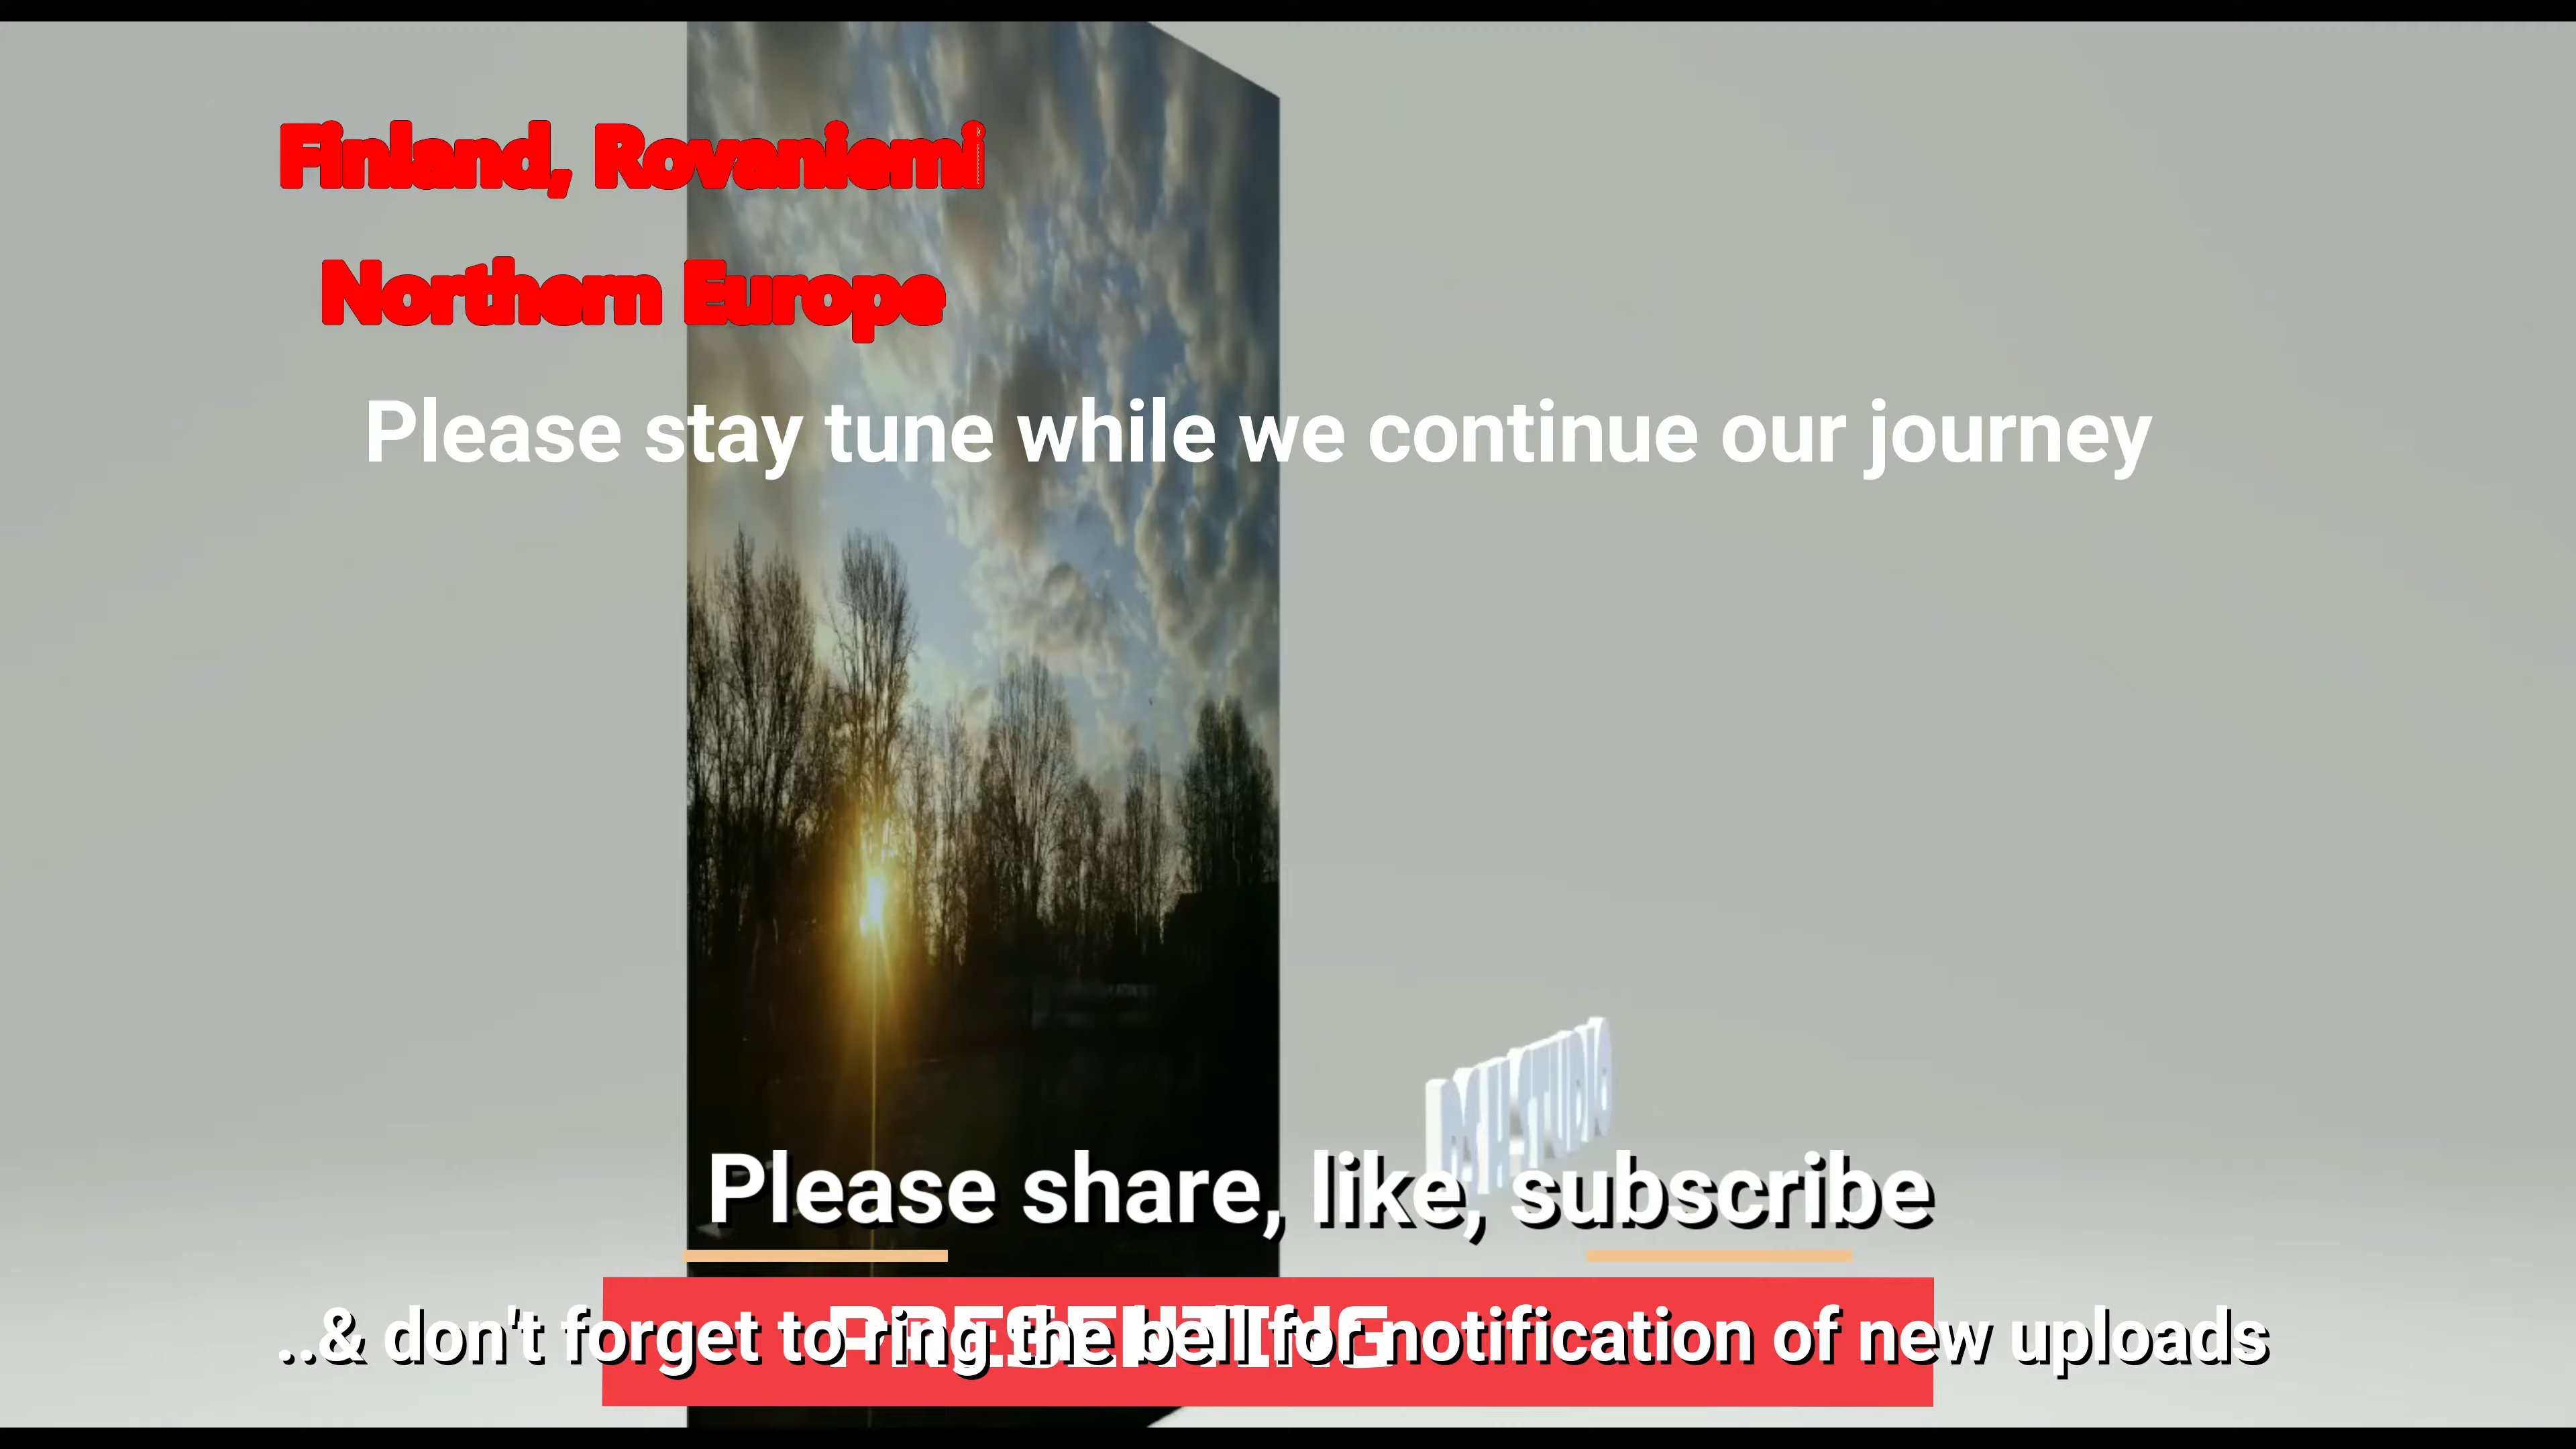 Finland, Rovaniemi
Northern Europe
Please stay tune while we continue our journey
Please share, like, subscribe
PRESENTING
..& don't forget to ring the bell for notification of new uploads